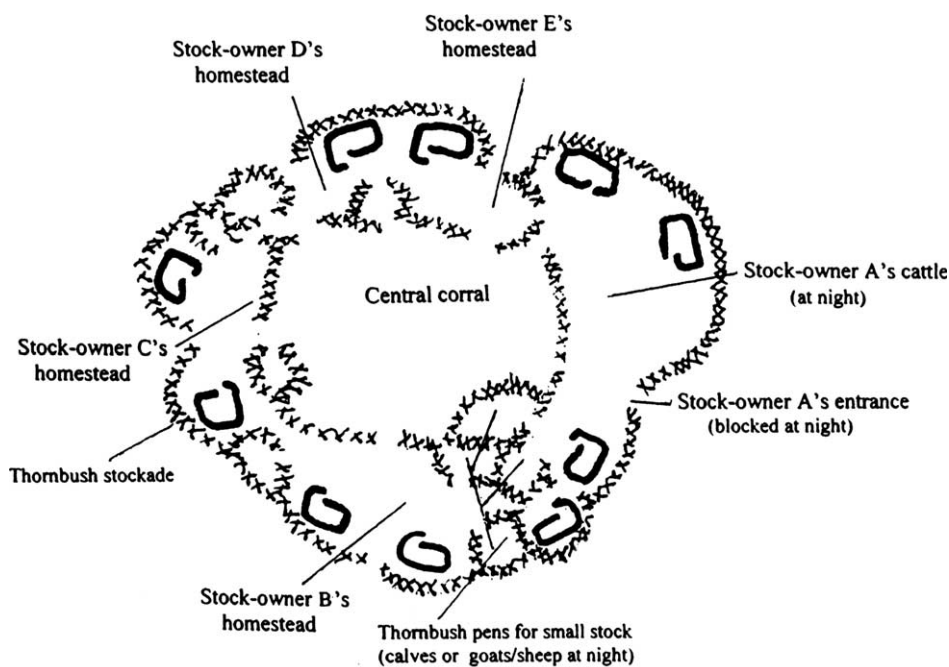 Stock-owner E's
homestead
Stock-owner D's
homestead
Stock-owner A's cattle
(at night)
Central corral
Stock-owner C's
homestead
Stock-owner A's entrance
(blocked at night)
Thornbush stockade
Stock-owner B's
homestead
Thornbush pens for small stock
(calves or goats/sheep at night)